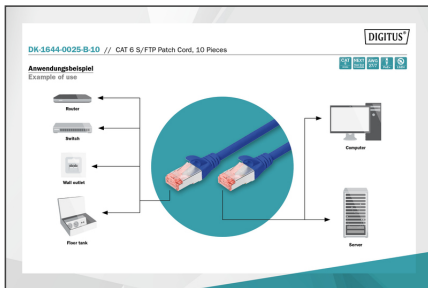 DIGITUS®
DK-1644-0025-B-10 // CAT 6 S/FTP Patch Cord, 10 Pieces
Anwendungsbeispiel
Example of use
Router
Switch
Wall outlet
Floor tank
Computer
Server